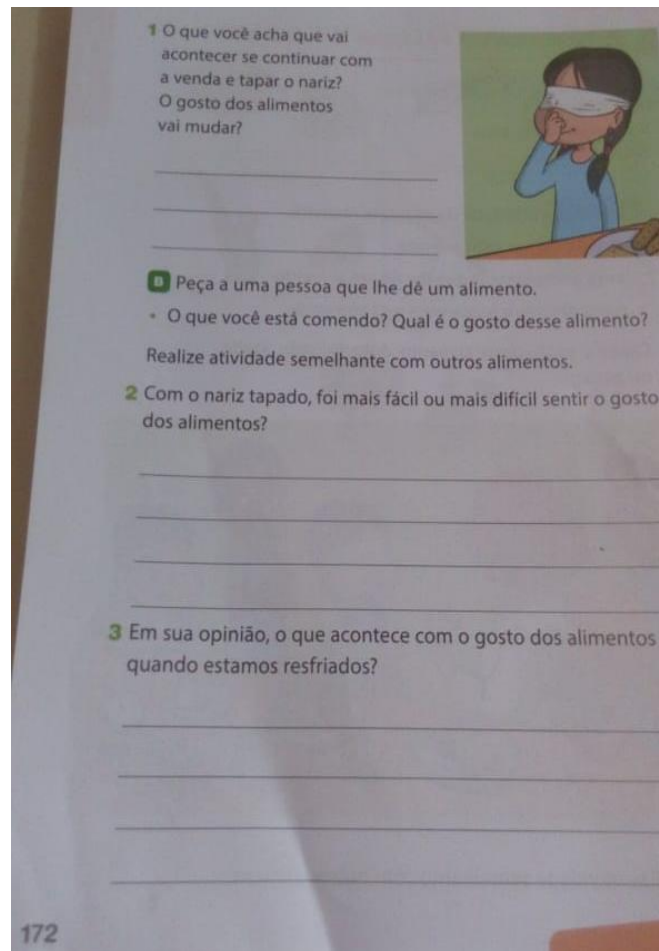 1 O que você acha que vai
acontecer se continuar com
a venda e tapar o nariz?
O gosto dos alimentos
vai mudar?
B Peça a uma pessoa que lhe dê um alimento.
• O que você está comendo? Qual é o gosto desse alimento?
Realize atividade semelhante com outros alimentos.
2 Com o nariz tapado, foi mais fácil ou mais difícil sentir o gosto
dos alimentos?
3 Em sua opinião, o que acontece com o gosto dos alimentos
quando estamos resfriados?
172